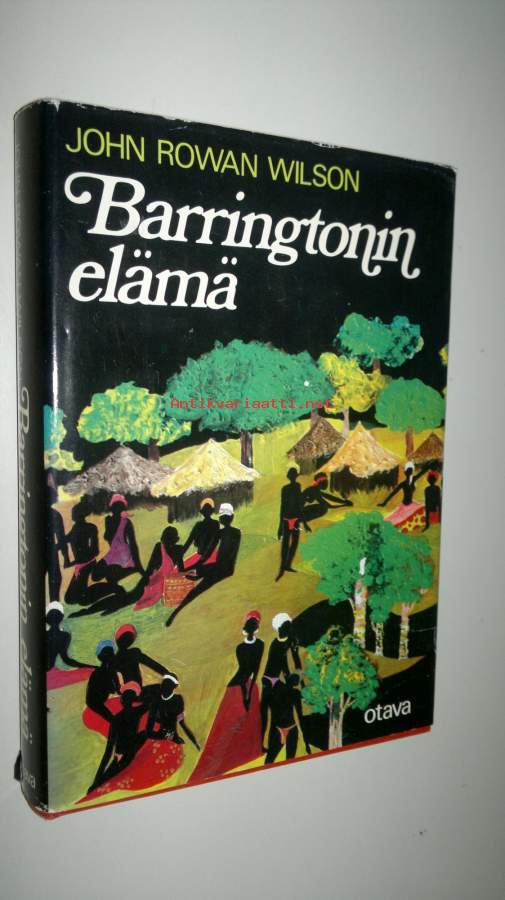 JOHN ROWAN WILSON
Barringtonin
elämä
Antikvariaatti.net
otava
Barringtonin elämä